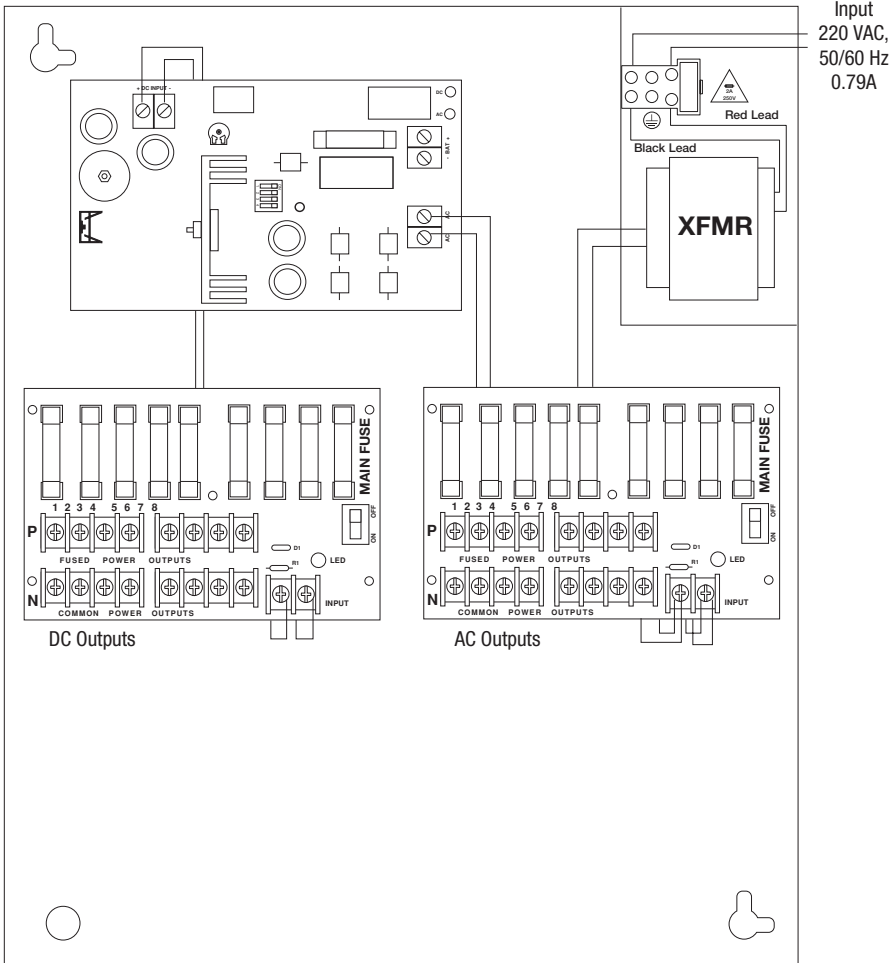 Input
220 VAC,
50/60 Hz
0.79A
+ DC INPUT -
DC
AC
- BAT +
AC
AC
2A
250V
Red Lead
Black Lead
XFMR
MAIN FUSE
1 2 3 4 5 6 7 8
OFF
ON
P
FUSED POWER OUTPUTS
D1
LED
R1
N
COMMON POWER OUTPUTS
INPUT
DC Outputs
MAIN FUSE
1 2 3 4 5 6 7 8
OFF
ON
P
FUSED POWER OUTPUTS
D1
LED
R1
N
COMMON POWER OUTPUTS
INPUT
AC Outputs